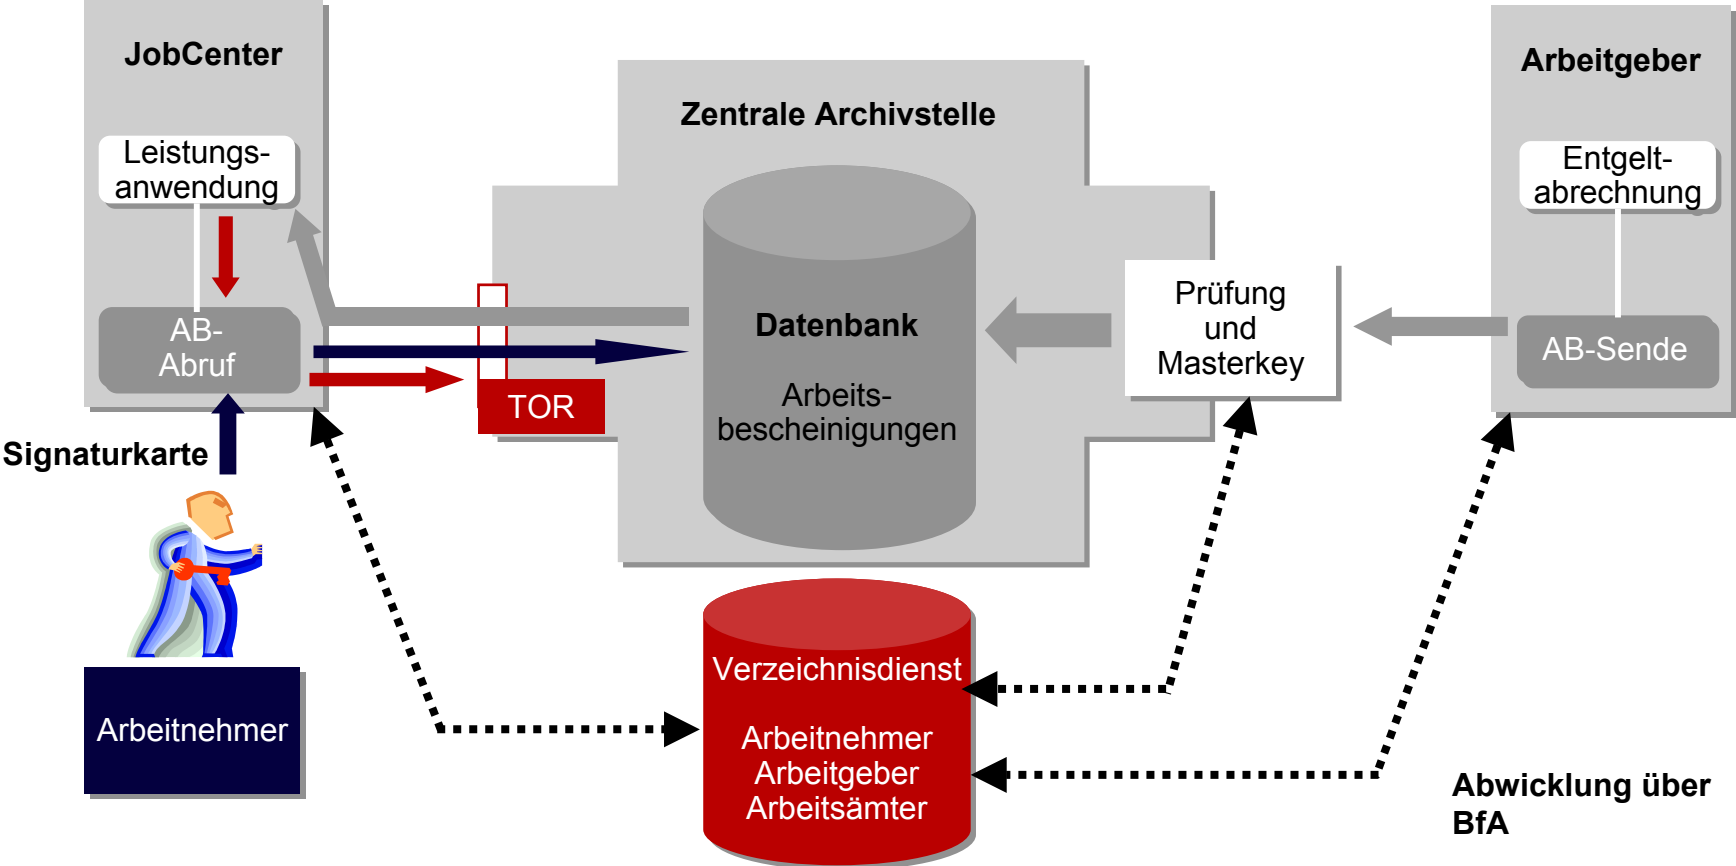 JobCenter
Leistungs-
anwendung
AB-
Abruf
Signaturkarte
Arbeitnehmer
Zentrale Archivstelle
TOR
Datenbank
Arbeits-
bescheinigungen
Prüfung
und
Masterkey
Arbeitgeber
Entgelt-
abrechnung
AB-Sende
Verzeichnisdienst
Arbeitnehmer
Arbeitgeber
Arbeitsämter
Abwicklung über
BfA